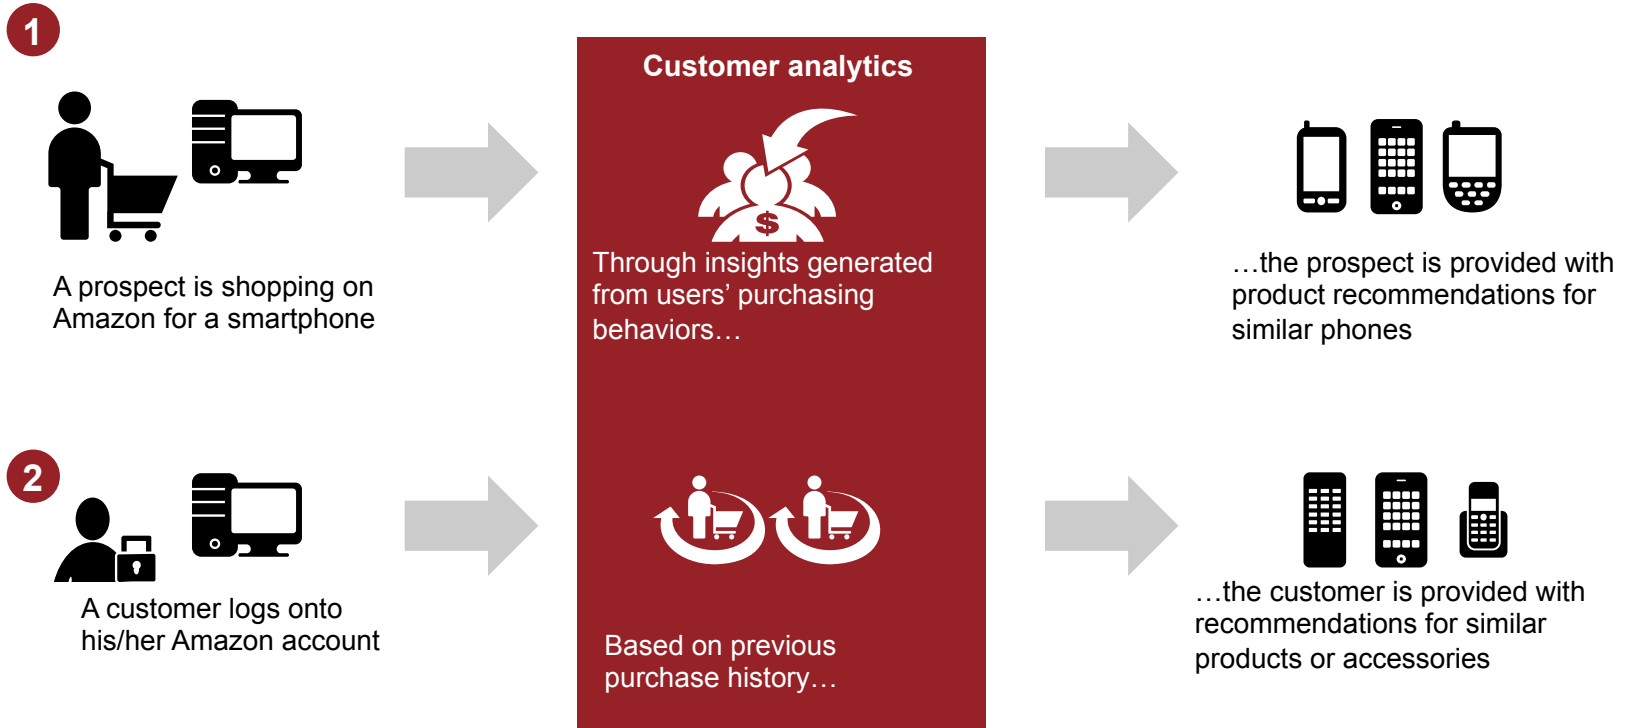 1
Customer analytics
$
A prospect is shopping on
Amazon for a smartphone
Through insights generated
from users’ purchasing
behaviors…
…the prospect is provided with
product recommendations for
similar phones
2
A customer logs onto
his/her Amazon account
Based on previous
purchase history…
…the customer is provided with
recommendations for similar
products or accessories